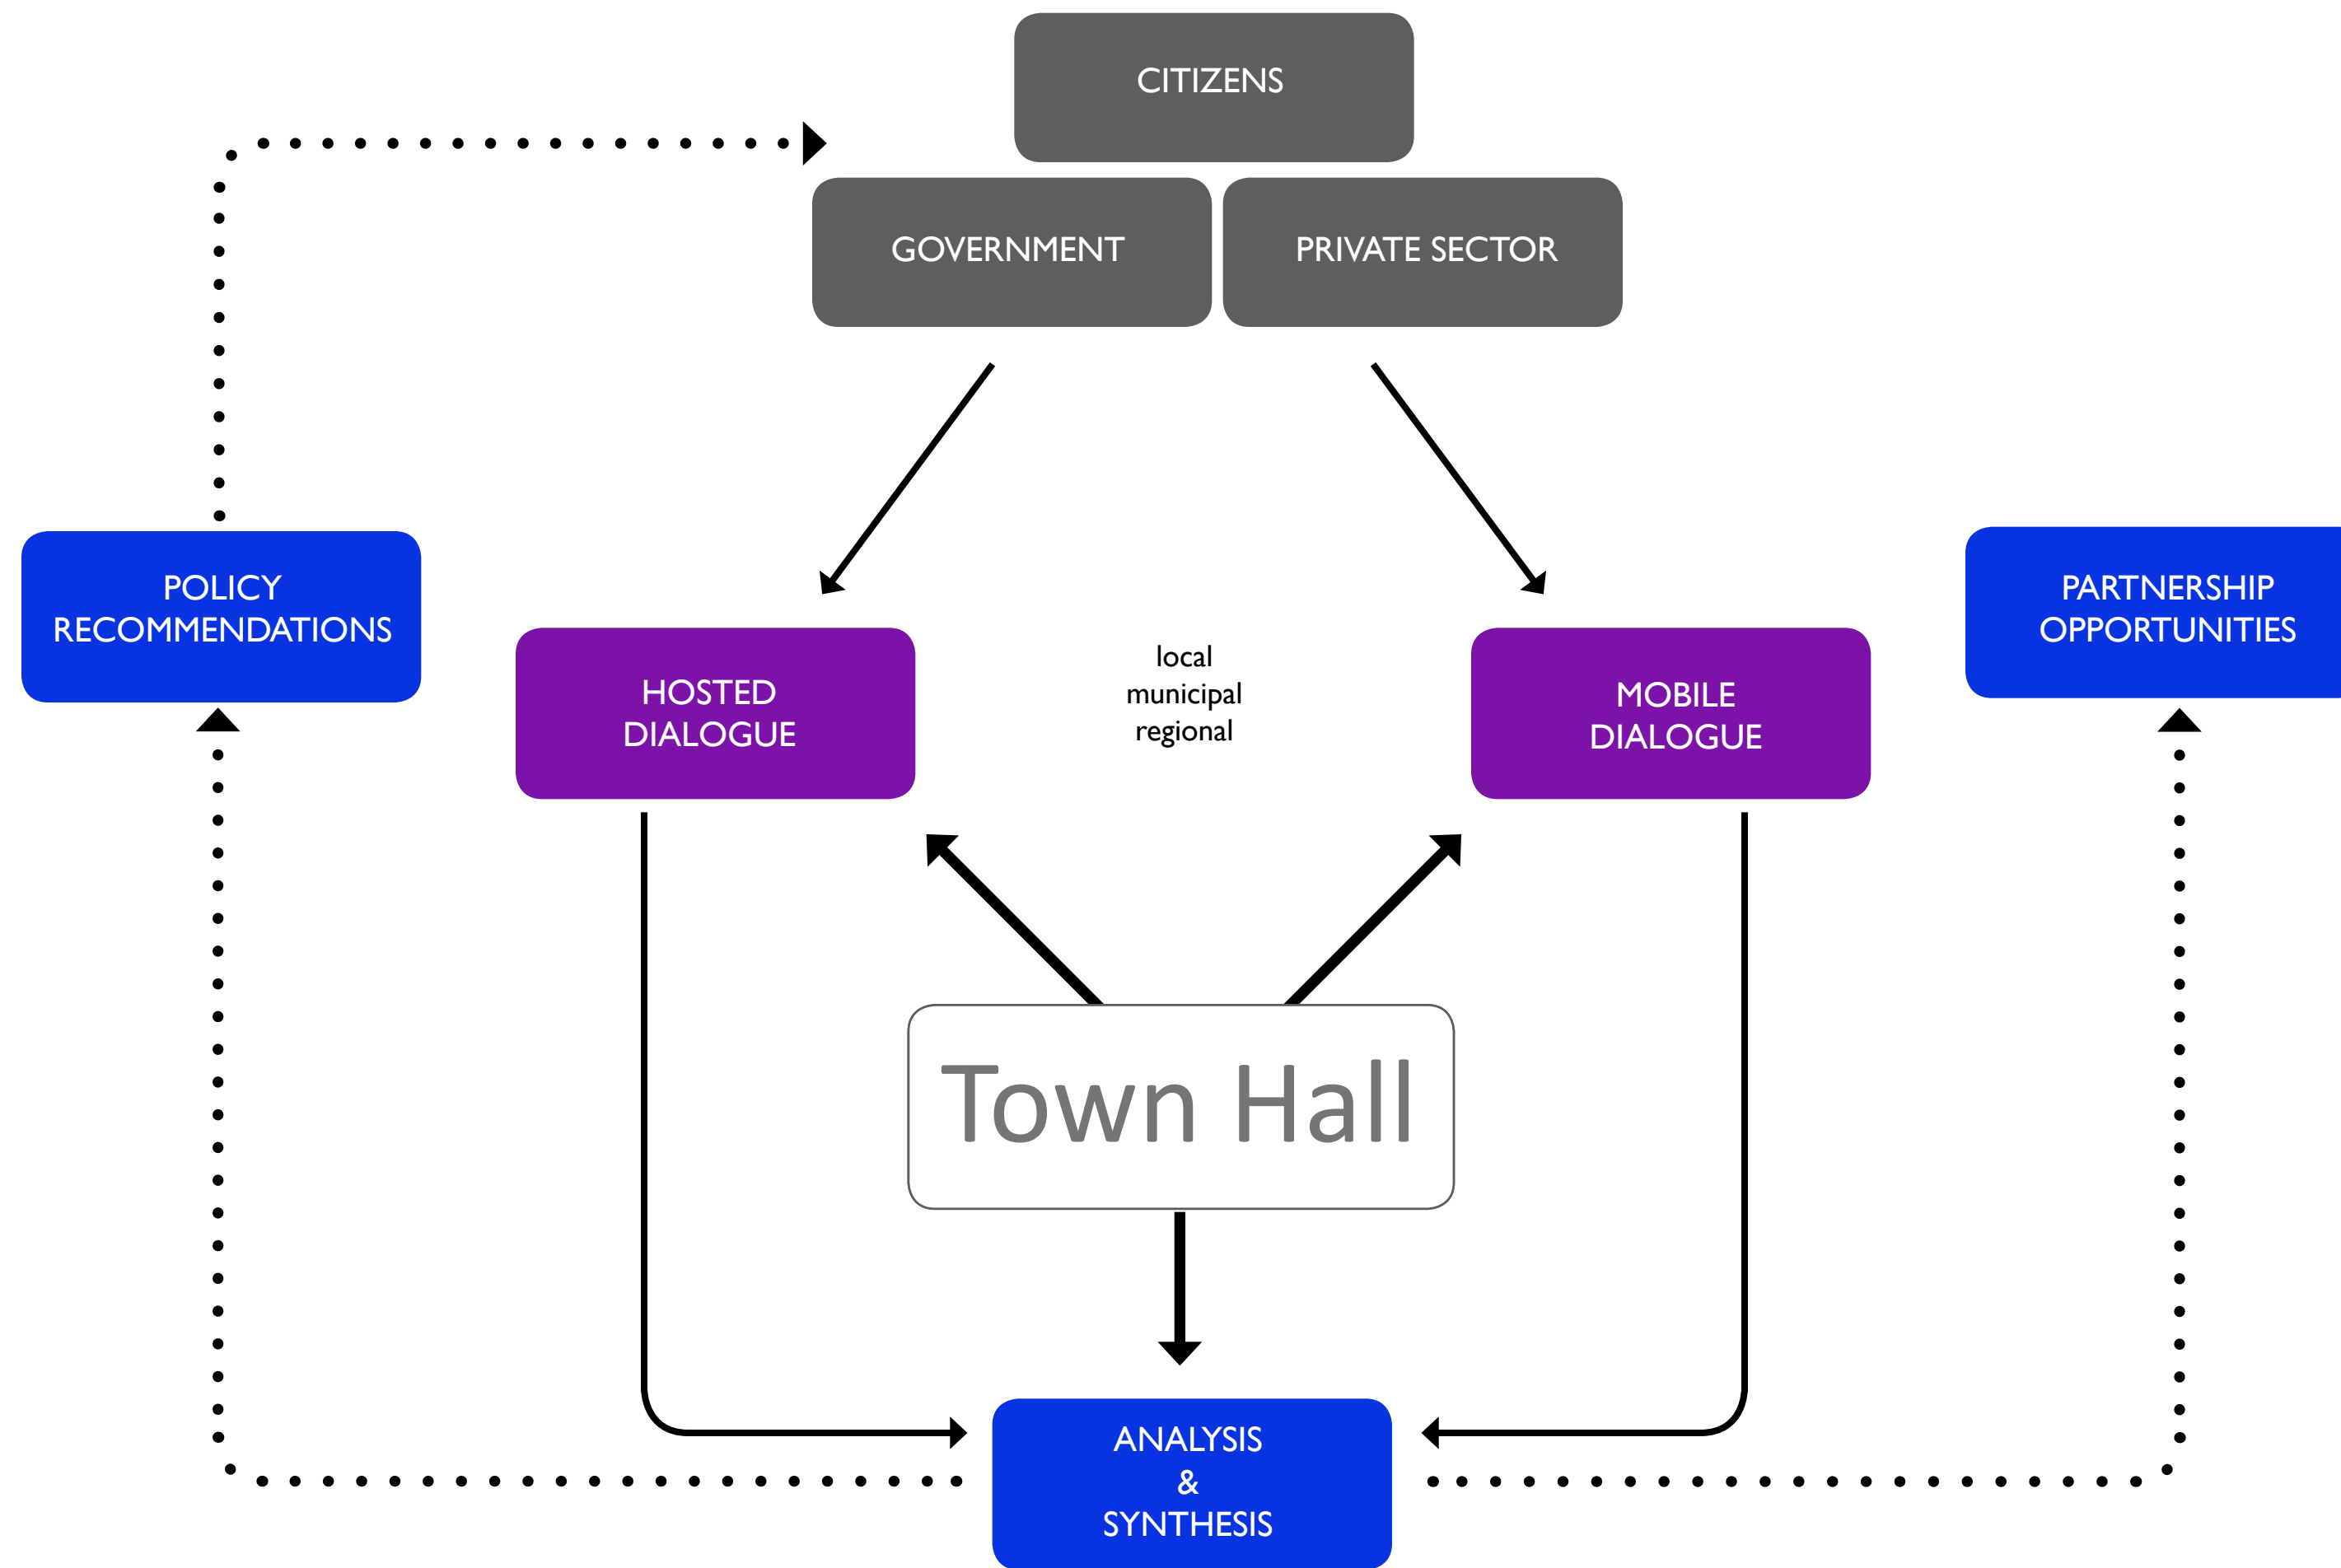 CITIZENS
GOVERNMENT
PRIVATE SECTOR
POLICY
RECOMMENDATIONS
PARTNERSHIP
OPPORTUNITIES
HOSTED
DIALOGUE
local
municipal
regional
MOBILE
DIALOGUE
Town Hall
ANALYSIS
&
SYNTHESIS